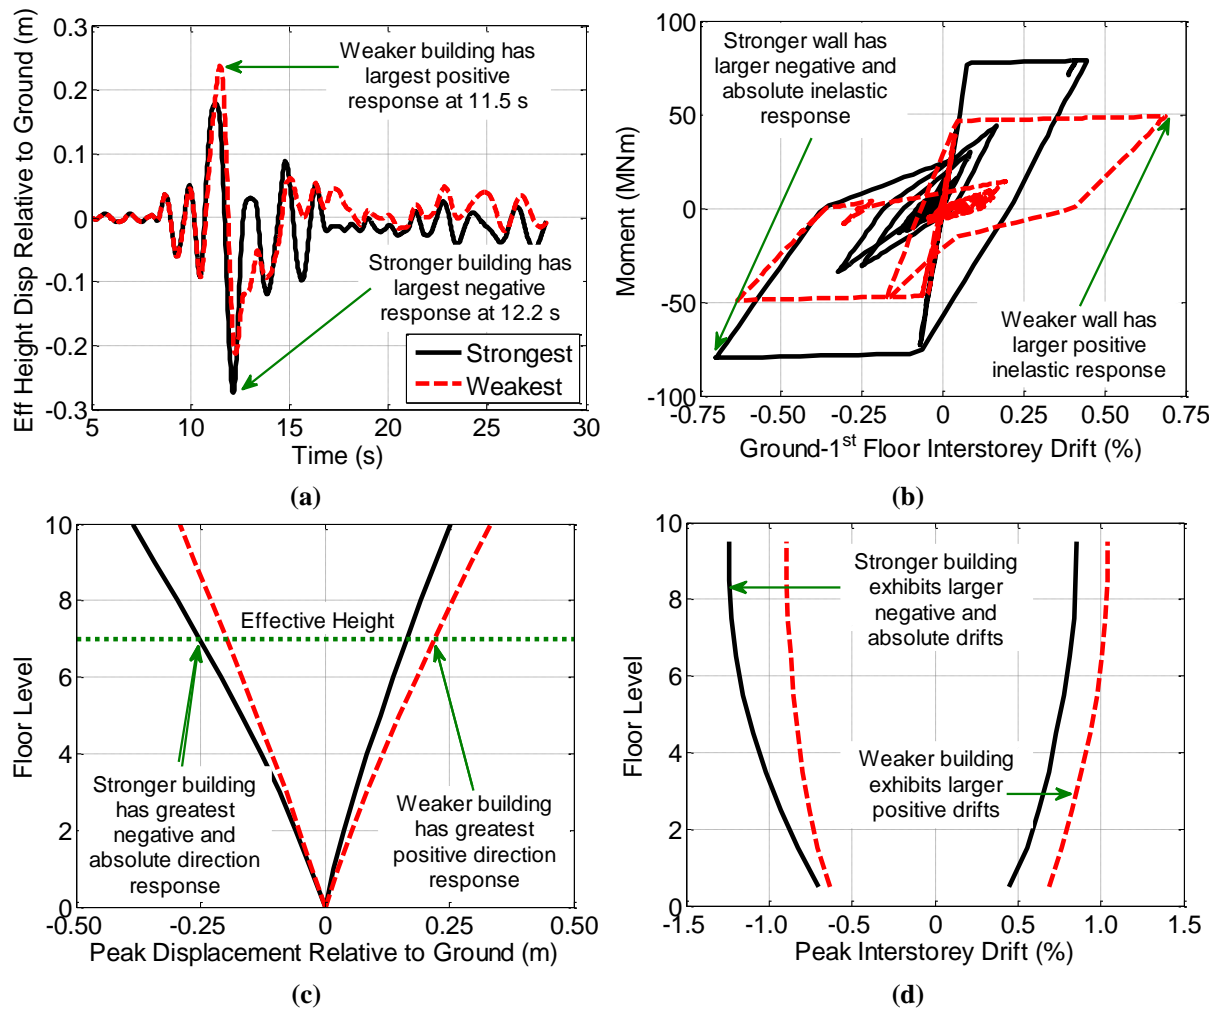 Eff Height Disp Relative to Ground (m)
0.3
0.2
0.1
0
-0.1
-0.2
-0.3
Weaker building has
largest positive
response at 11.5 s
Stronger building has
largest negative
response at 12.2 s
Strongest
Weakest
5
10
15
20
25
30
Time (s)
(a)
Moment (MNm)
100
50
0
-50
-100
Stronger wall has
larger negative and
absolute inelastic
response
Weaker wall has
larger positive
inelastic response
-0.75
-0.50
-0.25
0
0.25
0.50
0.75
Ground-1st Floor Interstorey Drift (%)
(b)
Floor Level
10
8
6
4
2
0
Effective Height
Stronger building
has greatest
negative and
absolute direction
response
Weaker building
has greatest
positive direction
response
-0.50
-0.25
0
0.25
0.50
Peak Displacement Relative to Ground (m)
(c)
Floor Level
10
8
6
4
2
0
Stronger building
exhibits larger
negative and
absolute drifts
Weaker building
exhibits larger
positive drifts
-1.5
-1.0
-0.5
0
0.5
1.0
1.5
Peak Interstorey Drift (%)
(d)